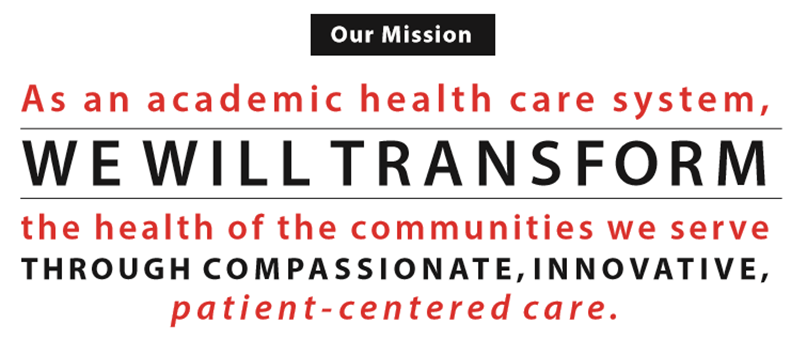 Our Mission
As an academic health care system,
WE WILL TRANSFORM
the health of the communities we serve
THROUGH COMPASSIONATE, INNOVATIVE,
patient-centered care.